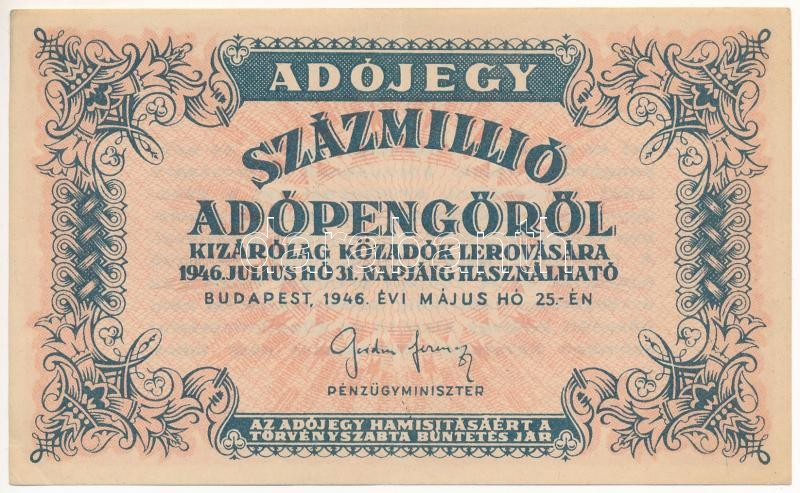 ADÓJEGY
SZÁZMILLIÓ
ADÓPENGŐRŐL
KIZÁRÓLAG KÖZADÓK LEROVÁSÁRA
1946. JULIUS HÓ 31. NAPJÁIG HASZNÁLHATÓ
BUDAPEST, 1946. ÉVI MÁJUS HÓ 25.-ÉN
PÉNZÜGYMINISZTER
AZ ADÓJEGY HAMISITÁSÁÉRT A
TÖRVÉNYSZABTA BÜNTETÉS JÁR